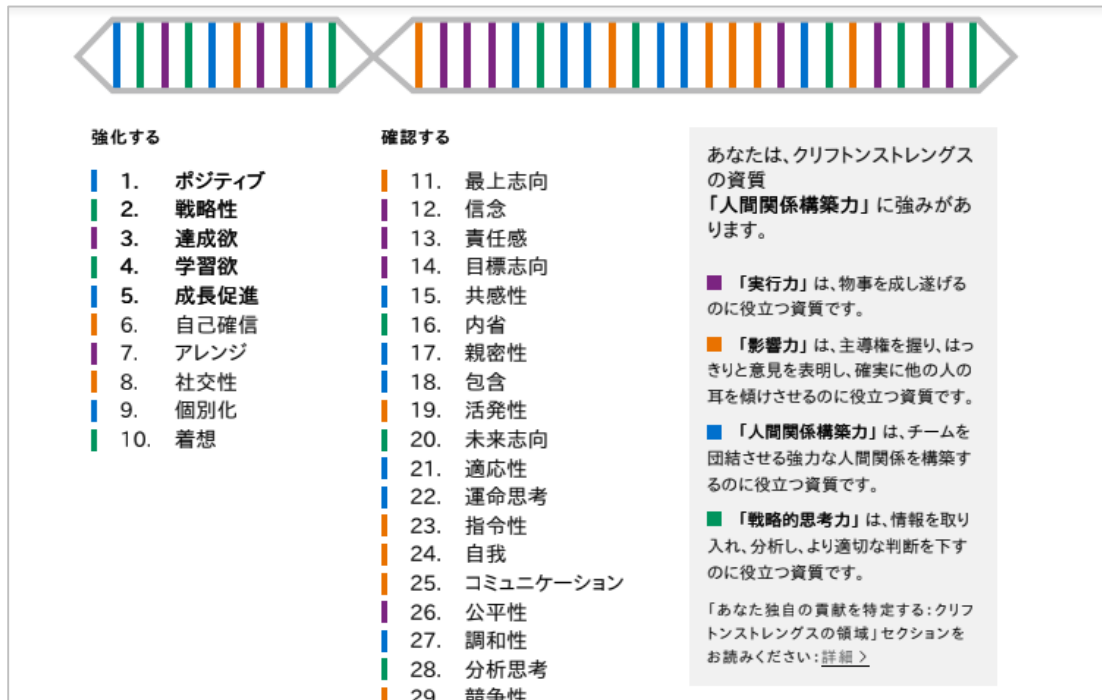 強化する
1. ポジティブ
2. 戦略性
3. 達成欲
4. 学習欲
5. 成長促進
6. 自己確信
7. アレンジ
8. 社交性
9. 個別化
10. 着想
確認する
11. 最上志向
12. 信念
13. 責任感
14. 目標志向
15. 共感性
16. 内省
17. 親密性
18. 包含
19. 活発性
20. 未来志向
21. 適応性
22. 運命思考
23. 指令性
24. 自我
25. コミュニケーション
26. 公平性
27. 調和性
28. 分析思考
29. 競争性
あなたは、クリフトンストレングス
の資質
「人間関係構築力」に強みがあ
ります。
「実行力」は、物事を成し遂げる
のに役立つ資質です。
「影響力」は、主導権を握り、はっ
きりと意見を表明し、確実に他の人の
耳を傾けさせるのに役立つ資質です。
「人間関係構築力」は、チームを
団結させる強力な人間関係を構築す
るのに役立つ資質です。
「戦略的思考力」は、情報を取り
入れ、分析し、より適切な判断を下す
のに役立つ資質です。
「あなた独自の貢献を特定する:クリフ
トンストレングスの領域」セクションを
お読みください:詳細 >